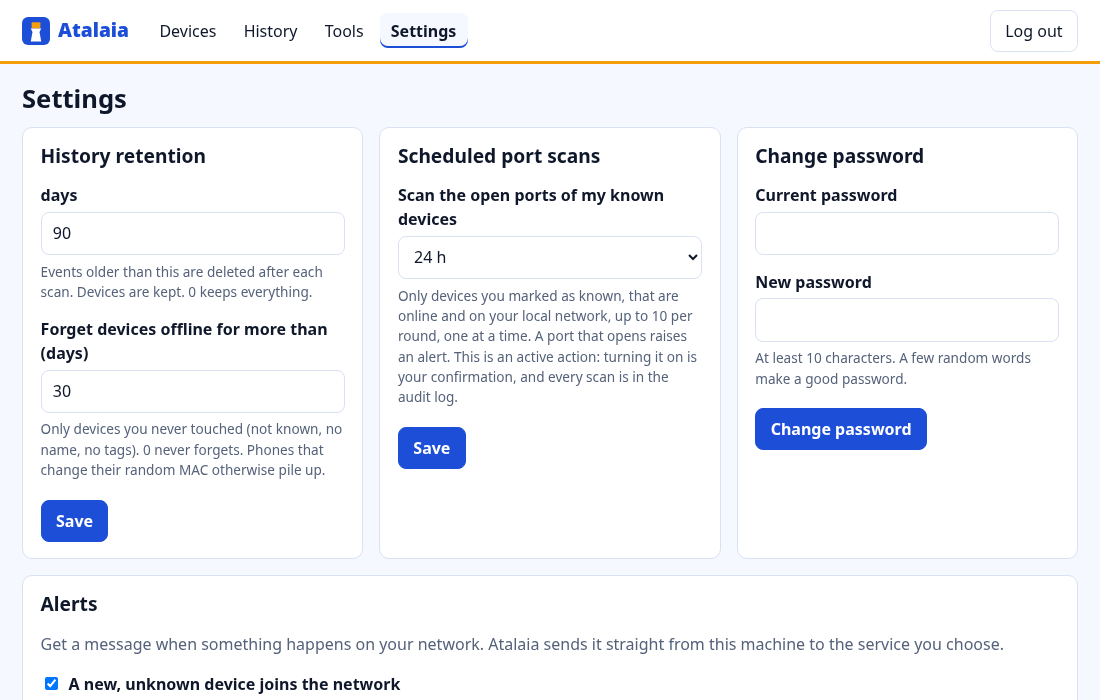 Atalaia
Devices
History
Tools
Settings
Log out
Settings
History retention
days
90
Events older than this are deleted after each
scan. Devices are kept. 0 keeps everything.
Forget devices offline for more than
(days)
30
Only devices you never touched (not known, no
name, no tags). 0 never forgets. Phones that
change their random MAC otherwise pile up.
Save
Scheduled port scans
Scan the open ports of my known
devices
24 h
Only devices you marked as known, that are
online and on your local network, up to 10 per
round, one at a time. A port that opens raises
an alert. This is an active action: turning it on is
your confirmation, and every scan is in the
audit log.
Save
Change password
Current password
New password
At least 10 characters. A few random words
make a good password.
Change password
Alerts
Get a message when something happens on your network. Atalaia sends it straight from this machine to the service you choose.
A new, unknown device joins the network